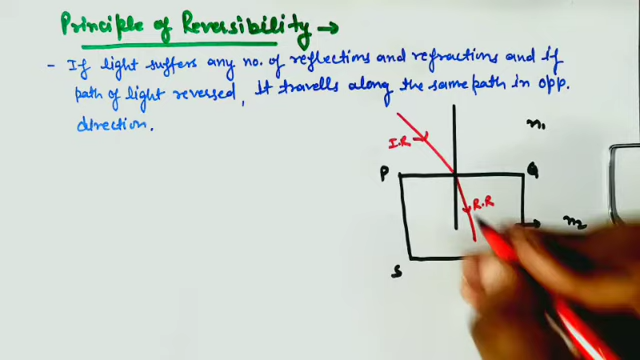 Principle of Reversibility →
- If light suffers any no. of reflections and refractions and if
path of light reversed, It travells along the same path in opp.
direction.
n1
I.R
P
Q
R.R
n2
S